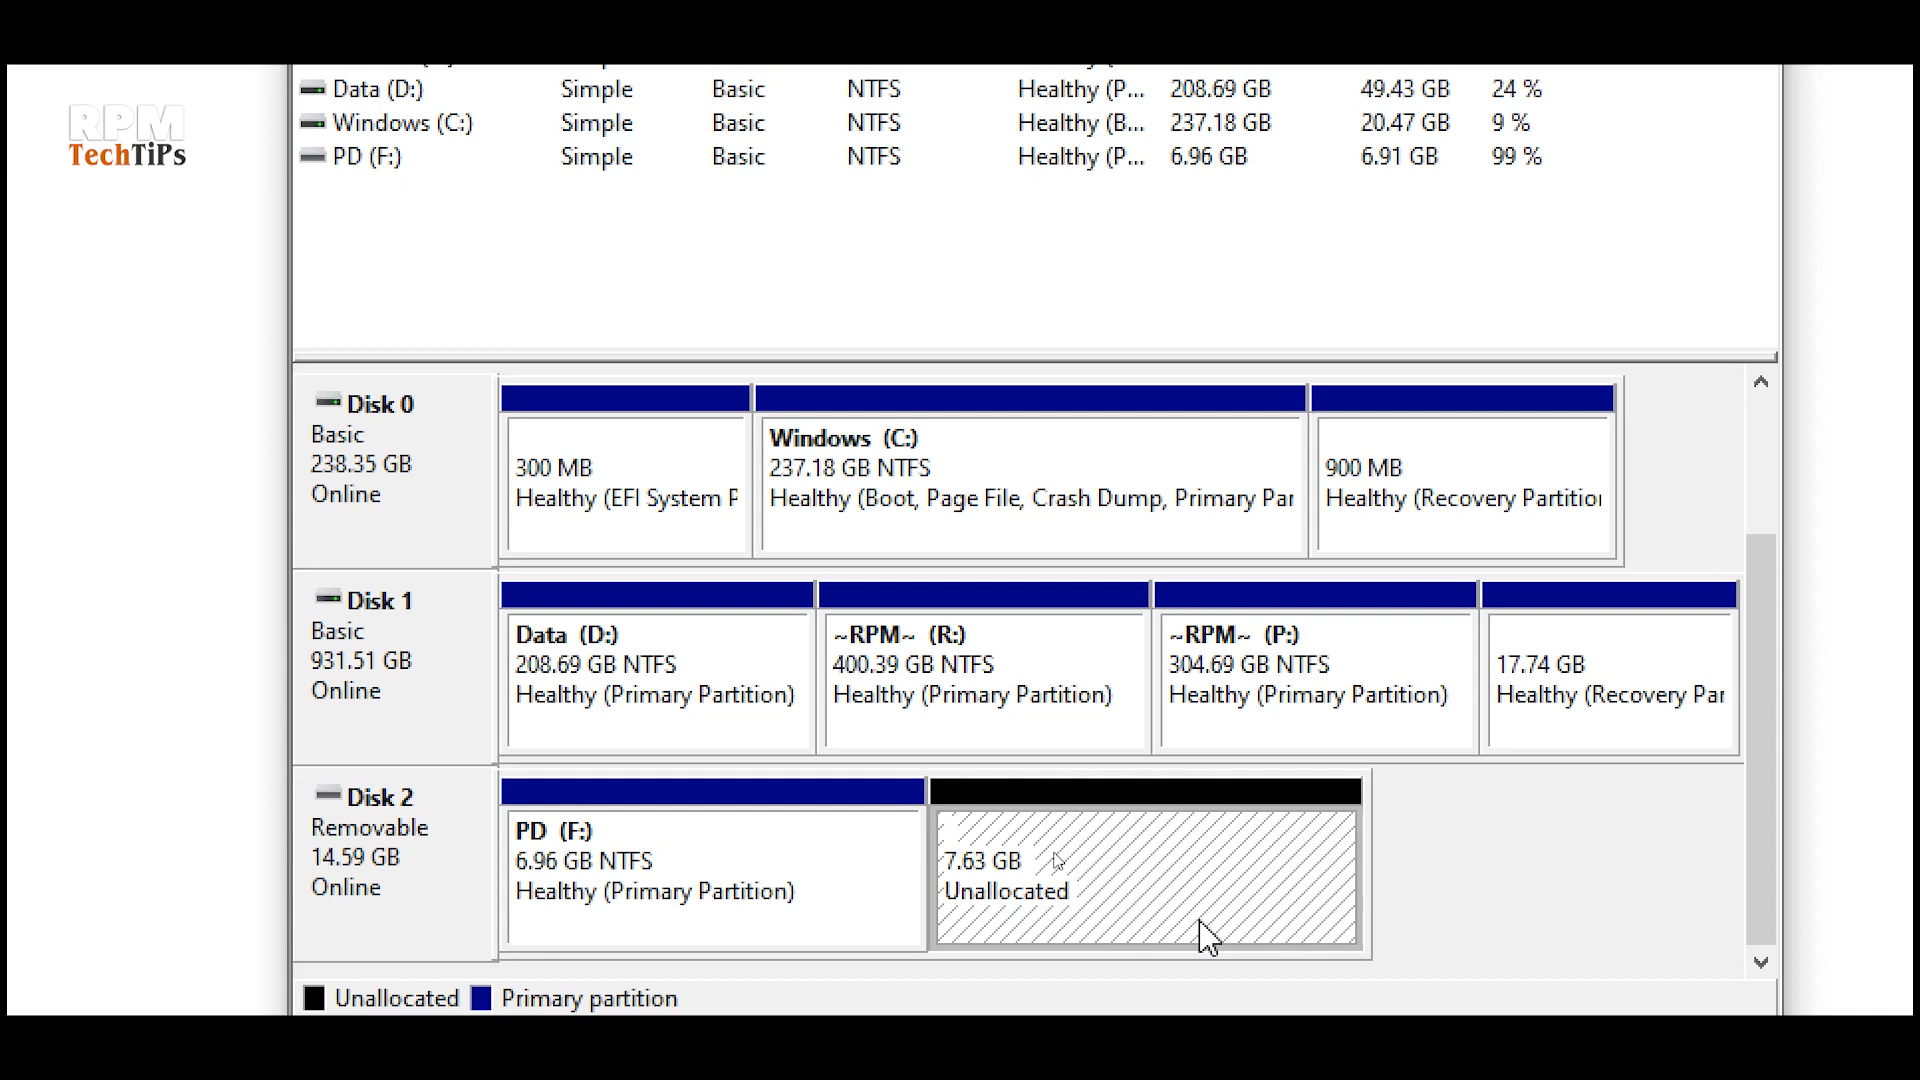 RPM
TechTiPs
Data (D:) Simple Basic NTFS Healthy (P... 208.69 GB 49.43 GB 24 %
Windows (C:) Simple Basic NTFS Healthy (B... 237.18 GB 20.47 GB 9 %
PD (F:) Simple Basic NTFS Healthy (P... 6.96 GB 6.91 GB 99 %
Disk 0
Basic
238.35 GB
Online
300 MB
Healthy (EFI System P
Windows (C:)
237.18 GB NTFS
Healthy (Boot, Page File, Crash Dump, Primary Par
900 MB
Healthy (Recovery Partition
Disk 1
Basic
931.51 GB
Online
Data (D:)
208.69 GB NTFS
Healthy (Primary Partition)
~RPM~ (R:)
400.39 GB NTFS
Healthy (Primary Partition)
~RPM~ (P:)
304.69 GB NTFS
Healthy (Primary Partition)
17.74 GB
Healthy (Recovery Par
Disk 2
Removable
14.59 GB
Online
PD (F:)
6.96 GB NTFS
Healthy (Primary Partition)
7.63 GB
Unallocated
Unallocated Primary partition